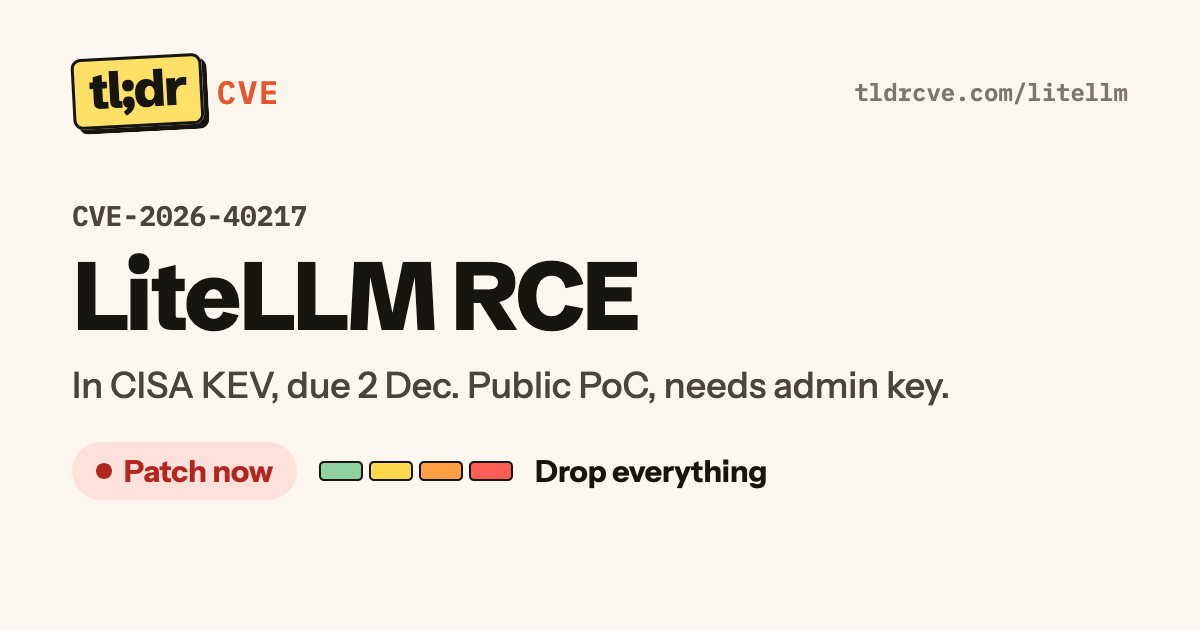 tl;dr CVE
tldrcve.com/litellm
CVE-2026-40217
LiteLLM RCE
In CISA KEV, due 2 Dec. Public PoC, needs admin key.
Patch now
Drop everything